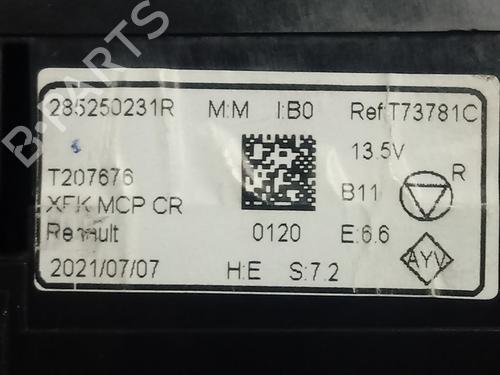 285250231R M:M I:B0 Ref:T73781C
13.5V
T207676 B11 R
XFK MCP CR
Renault 0120 E:6.6
AYV
2021/07/07 H:E S:7.2
B-PARTS